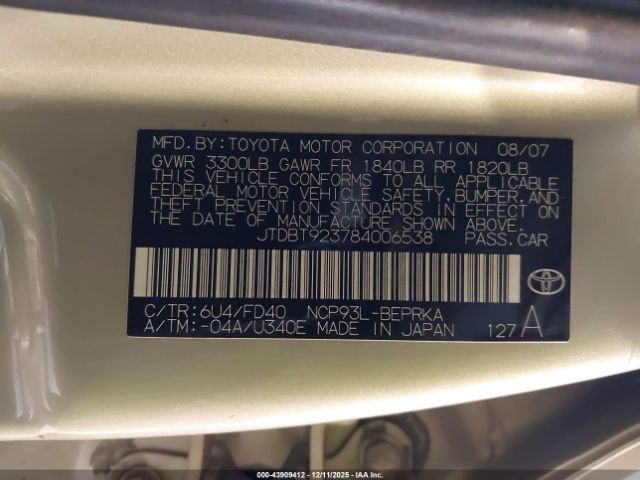 MFD. BY: TOYOTA MOTOR CORPORATION 08/07
GVWR 3300LB GAWR FR 1840LB RR 1820LB
THIS VEHICLE CONFORMS TO ALL APPLICABLE
FEDERAL MOTOR VEHICLE SAFETY, BUMPER, AND
THEFT PREVENTION STANDARDS IN EFFECT ON
THE DATE OF MANUFACTURE SHOWN ABOVE.
JTDBT923784006538 PASS. CAR
C/TR: 6U4/FD40 NCP93L-BEPRKA
A/TM: -04A/U340E MADE IN JAPAN 127 A
000-43909412 - 12/11/2025 - IAA Inc.